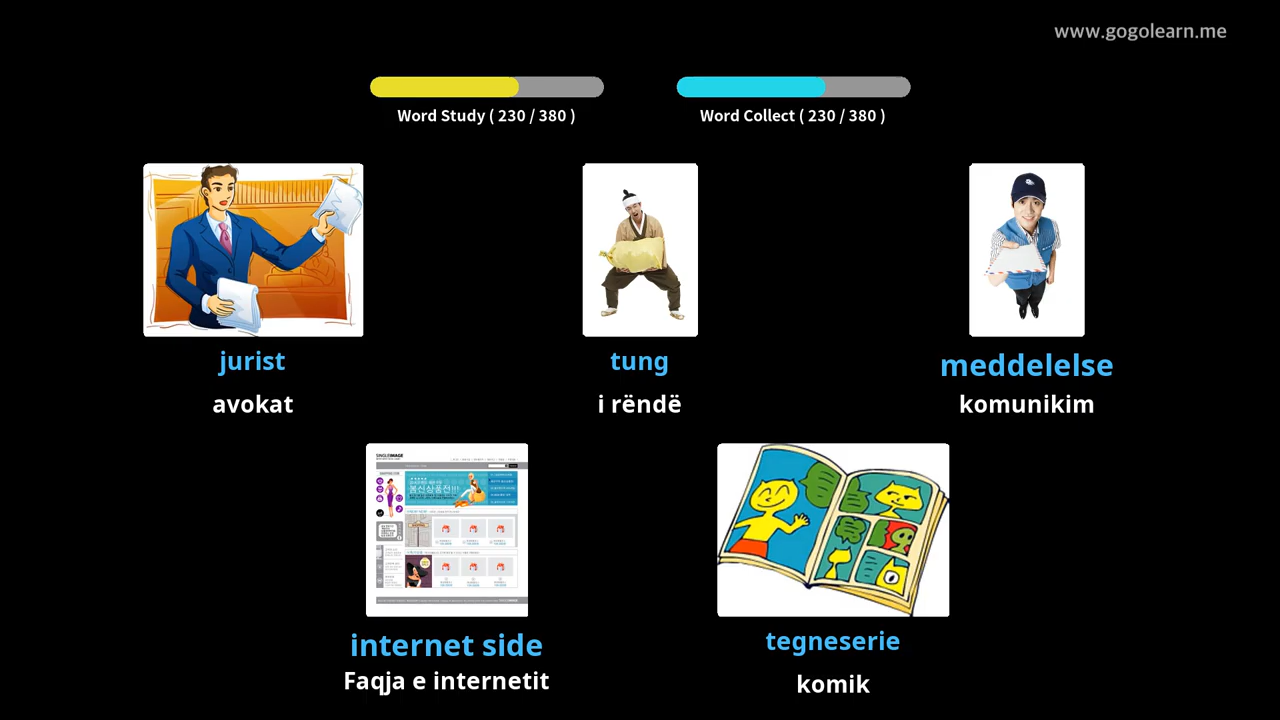 www.gogolearn.me
Word Study ( 230 / 380 )
Word Collect ( 230 / 380 )
jurist
avokat
tung
i rëndë
meddelelse
komunikim
internet side
Faqja e internetit
tegneserie
komik